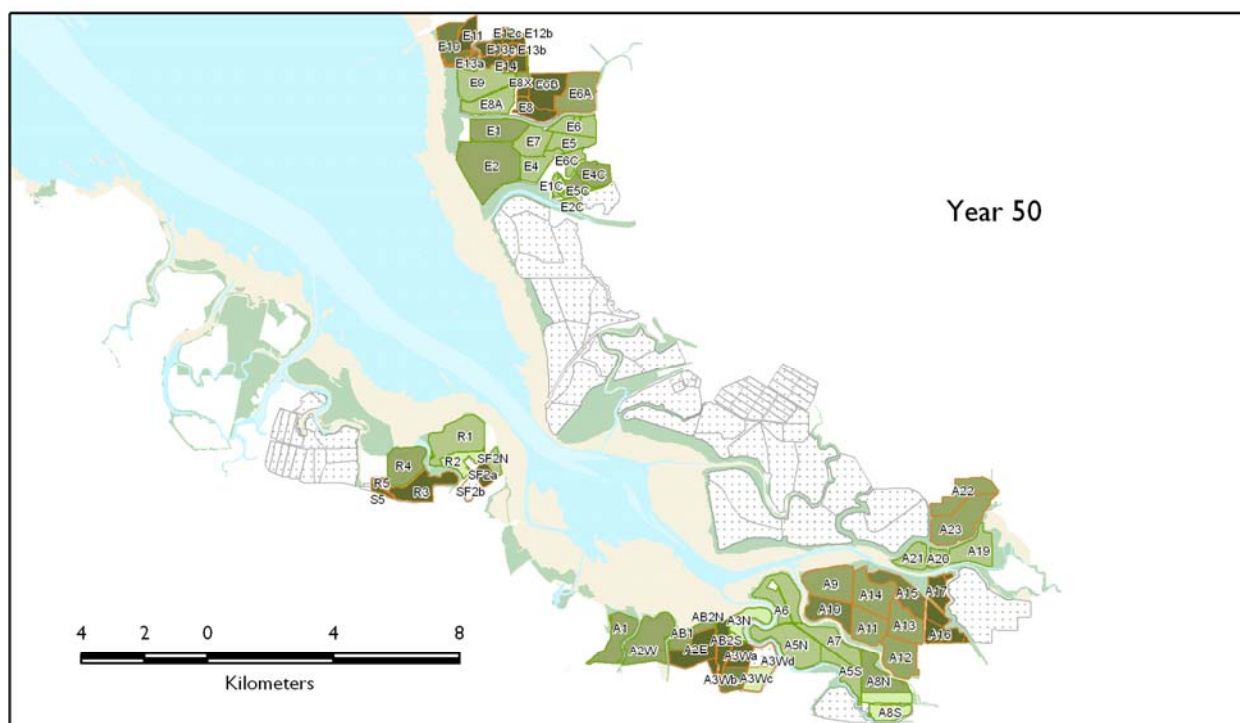 E10
E11
E12c
E12b
E13c
E13b
E13a
E14
E9
E8X
E6B
E6A
E8A
E8
E1
E7
E6
E5
E2
E4
E6C
E4C
E1C
E5C
E2C
Year 50
R1
R2
SF2N
R4
SF2a
R5
R3
SF2b
S5
A22
A23
A21
A20
A19
A9
A14
A15
A17
A10
A11
A13
A16
A12
A6
AB2N
A3N
A1
AB1
AB2S
A5N
A7
A2W
A2E
A3Wa
A3Wd
A3Wb
A3Wc
A5S
A8N
A8S
4 2 0 4 8
Kilometers